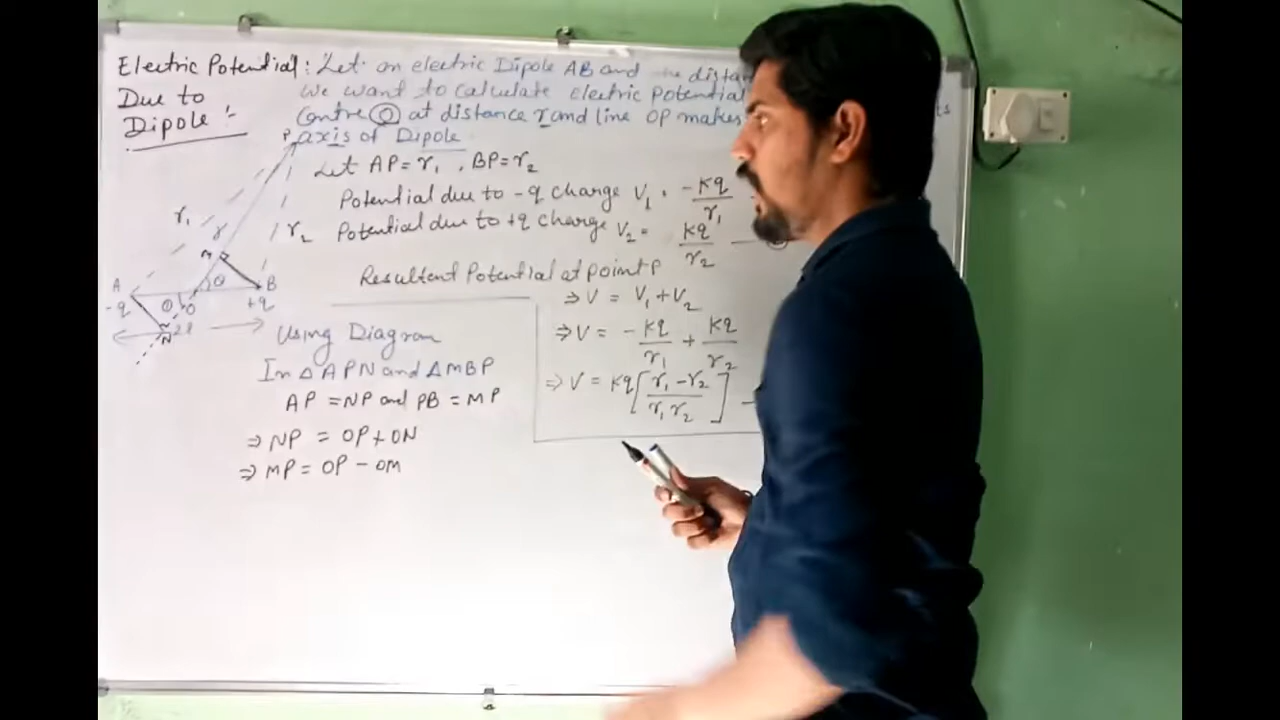 Electric Potential : Let an electric Dipole AB and distan
Due to
Dipole :-
we want to calculate electric potential
Centre O at distance r and line OP makes
axis of Dipole
Let AP = r₁ , BP = r₂
Potential due to -q charge V₁ = -Kq/r₁
Potential due to +q charge V₂ = Kq/r₂
Resultent Potential at point P
⇒ V = V₁ + V₂
⇒ V = -Kq/r₁ + Kq/r₂
⇒ V = Kq[r₁ - r₂/r₁r₂]
P
r₁
r
r₂
M
A
θ
B
-q
θ
O
+q
N
2l
Using Diagram
In △APN and △MBP
AP = NP and PB = MP
⇒ NP = OP + ON
⇒ MP = OP - OM